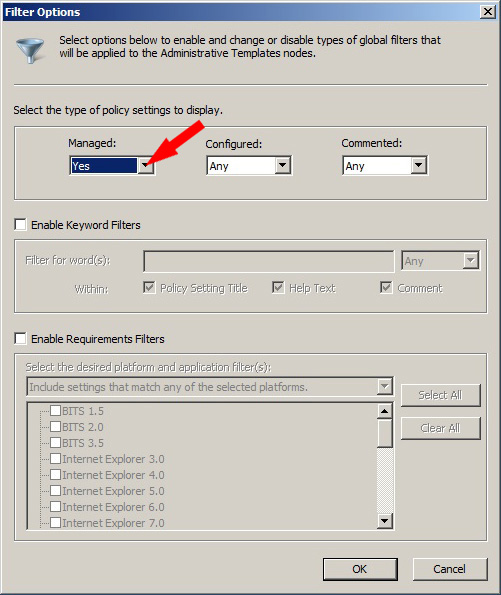 Filter Options
Select options below to enable and change or disable types of global filters that
will be applied to the Administrative Templates nodes.
Select the type of policy settings to display.
Managed: Configured: Commented:
Yes Any Any
Enable Keyword Filters
Filter for word(s): Any
Within: Policy Setting Title Help Text Comment
Enable Requirements Filters
Select the desired platform and application filter(s):
Include settings that match any of the selected platforms. Select All
BITS 1.5
BITS 2.0 Clear All
BITS 3.5
Internet Explorer 3.0
Internet Explorer 4.0
Internet Explorer 5.0
Internet Explorer 6.0
Internet Explorer 7.0
OK Cancel